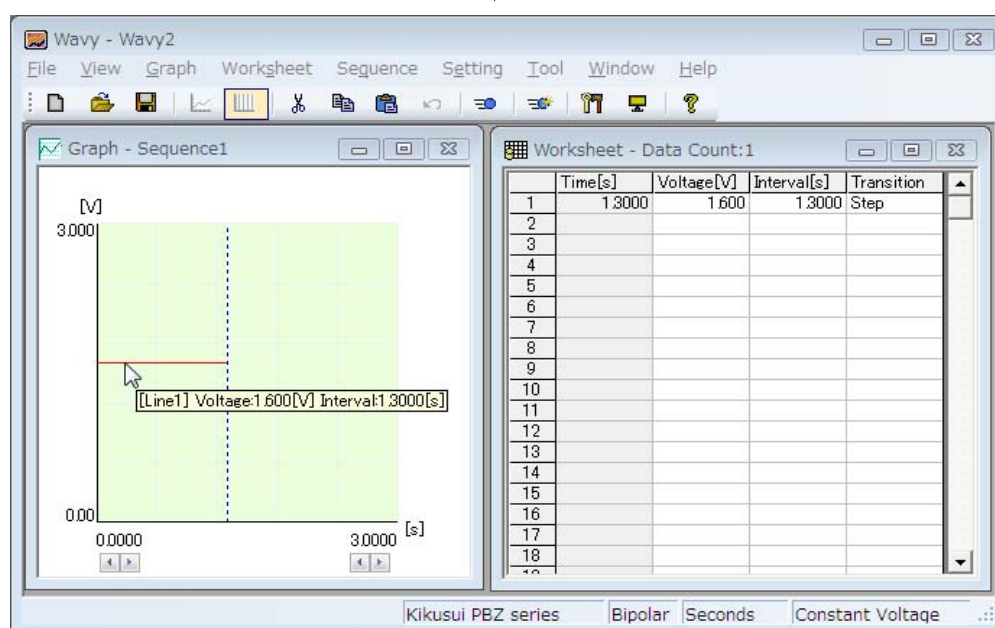 Wavy - Wavy2
File View Graph Worksheet Sequence Setting Tool Window Help
Graph - Sequence1
[V]
3.000
[Line1] Voltage:1.600[V] Interval:1.3000[s]
0.00
0.0000
3.0000
[s]
Worksheet - Data Count:1
Time[s] Voltage[V] Interval[s] Transition
1 1.3000 1.600 1.3000 Step
2
3
4
5
6
7
8
9
10
11
12
13
14
15
16
17
18
Kikusui PBZ series Bipolar Seconds Constant Voltage